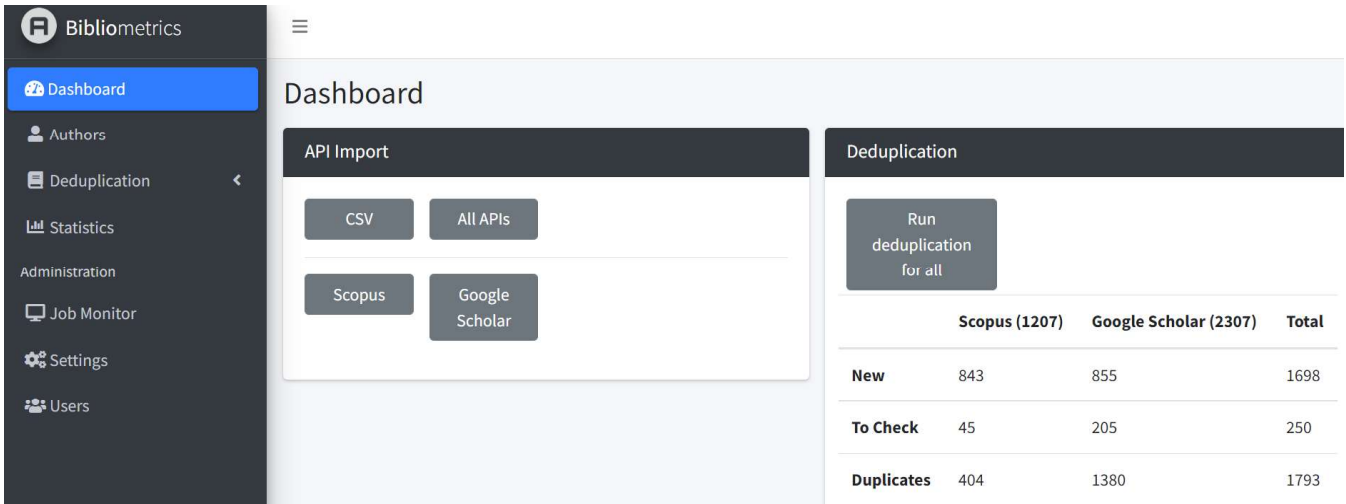 Bibliometrics
Dashboard
Authors
Deduplication
Statistics
Administration
Job Monitor
Settings
Users
Dashboard
API Import
CSV
All APIs
Scopus
Google
Scholar
Deduplication
Run
deduplication
for all
Scopus (1207) Google Scholar (2307) Total
New 843 855 1698
To Check 45 205 250
Duplicates 404 1380 1793